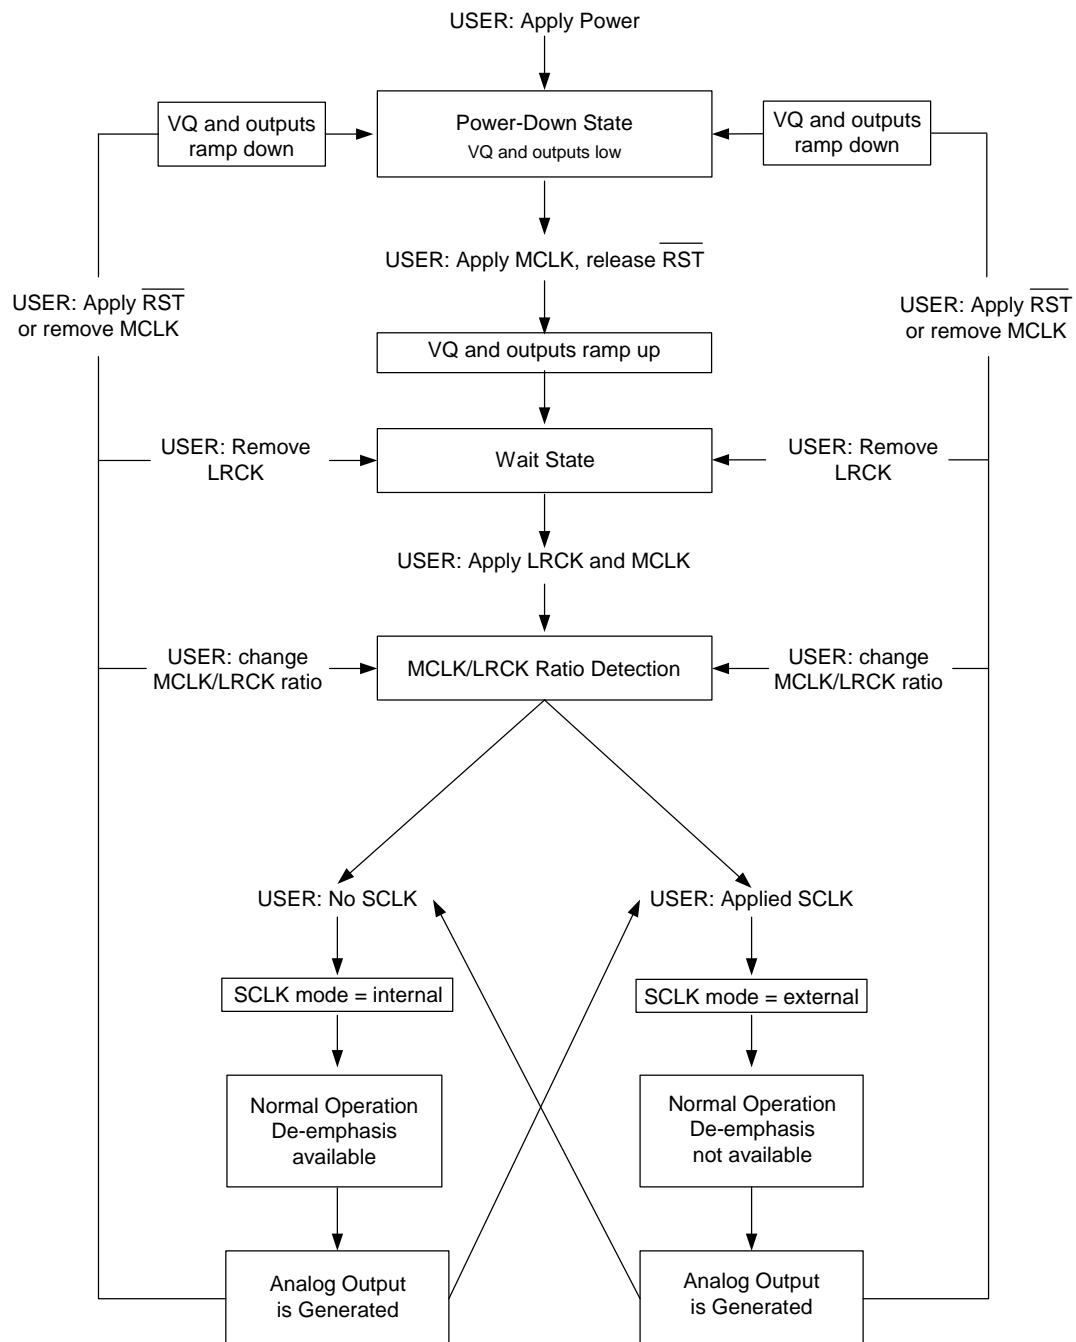 USER: Apply Power
VQ and outputs
ramp down
Power-Down State
VQ and outputs low
VQ and outputs
ramp down
USER: Apply MCLK, release R̅S̅T̅
USER: Apply R̅S̅T̅
or remove MCLK
USER: Apply R̅S̅T̅
or remove MCLK
VQ and outputs ramp up
USER: Remove
LRCK
Wait State
USER: Remove
LRCK
USER: Apply LRCK and MCLK
USER: change
MCLK/LRCK ratio
MCLK/LRCK Ratio Detection
USER: change
MCLK/LRCK ratio
USER: No SCLK
USER: Applied SCLK
SCLK mode = internal
SCLK mode = external
Normal Operation
De-emphasis
available
Normal Operation
De-emphasis
not available
Analog Output
is Generated
Analog Output
is Generated